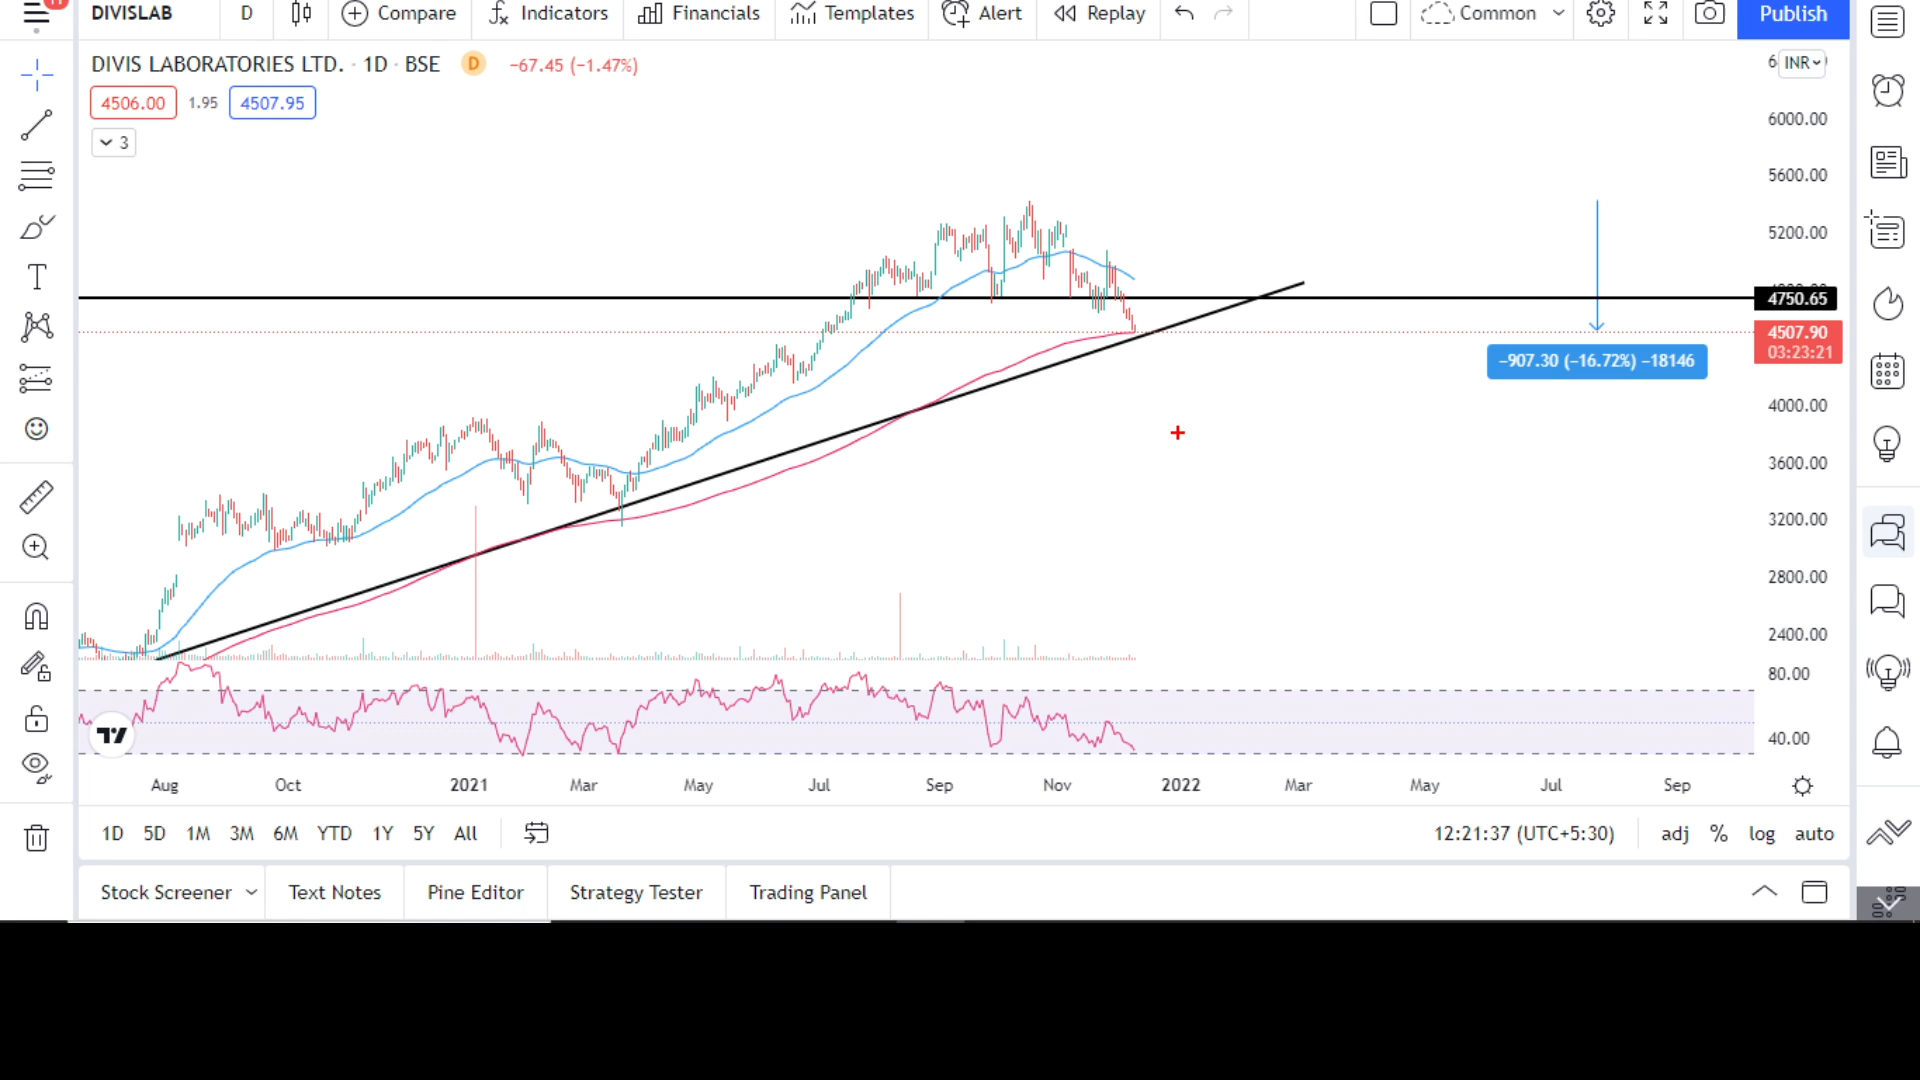 DIVISLAB D Compare Indicators Financials Templates Alert Replay Common Publish
DIVIS LABORATORIES LTD. · 1D · BSE D −67.45 (−1.47%)
INR
4506.00 1.95 4507.95
3
6000.00
5600.00
5200.00
4750.65
4507.90
03:23:21
−907.30 (−16.72%) −18146
4000.00
3600.00
3200.00
2800.00
2400.00
80.00
40.00
Aug Oct 2021 Mar May Jul Sep Nov 2022 Mar May Jul Sep
1D 5D 1M 3M 6M YTD 1Y 5Y All 12:21:37 (UTC+5:30) adj % log auto
Stock Screener Text Notes Pine Editor Strategy Tester Trading Panel